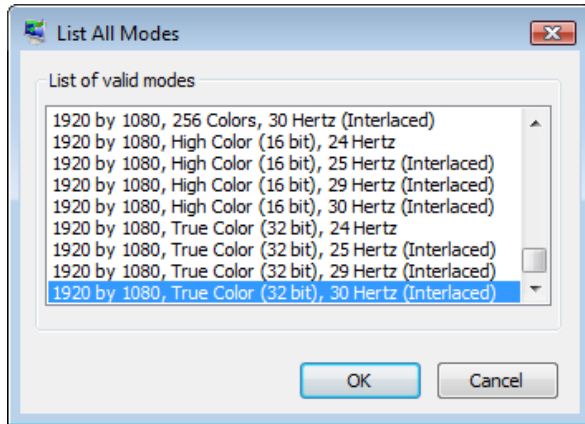 List All Modes
List of valid modes
1920 by 1080, 256 Colors, 30 Hertz (Interlaced)
1920 by 1080, High Color (16 bit), 24 Hertz
1920 by 1080, High Color (16 bit), 25 Hertz (Interlaced)
1920 by 1080, High Color (16 bit), 29 Hertz (Interlaced)
1920 by 1080, High Color (16 bit), 30 Hertz (Interlaced)
1920 by 1080, True Color (32 bit), 24 Hertz
1920 by 1080, True Color (32 bit), 25 Hertz (Interlaced)
1920 by 1080, True Color (32 bit), 29 Hertz (Interlaced)
1920 by 1080, True Color (32 bit), 30 Hertz (Interlaced)
OK Cancel